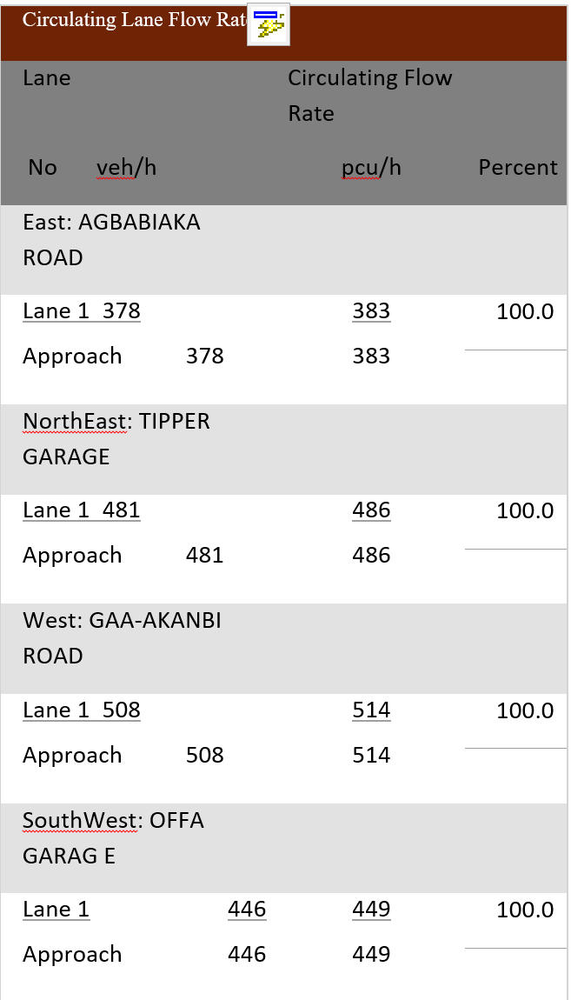 Circulating Lane Flow Rat
Lane Circulating Flow
Rate
No veh/h pcu/h Percent
East: AGBABIAKA
ROAD
Lane 1 378 383 100.0
Approach 378 383
NorthEast: TIPPER
GARAGE
Lane 1 481 486 100.0
Approach 481 486
West: GAA-AKANBI
ROAD
Lane 1 508 514 100.0
Approach 508 514
SouthWest: OFFA
GARAG E
Lane 1 446 449 100.0
Approach 446 449